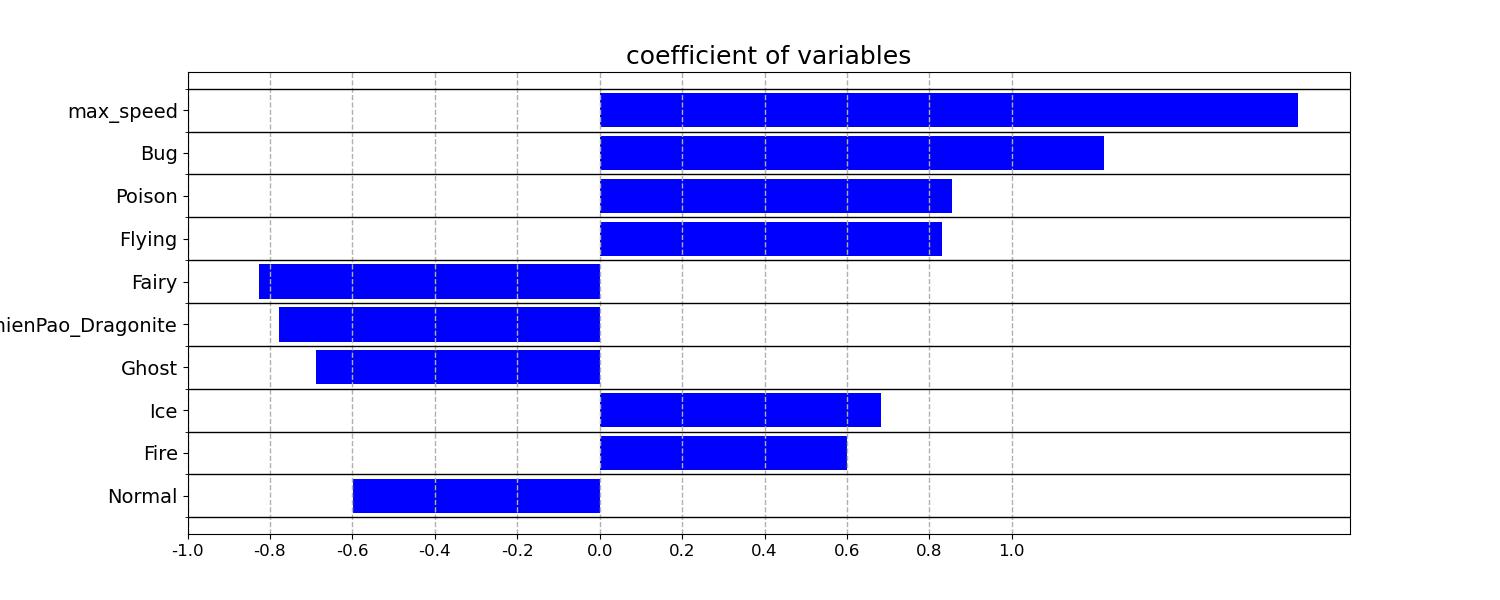 coefficient of variables
max_speed
Bug
Poison
Flying
Fairy
hienPao_Dragonite
Ghost
Ice
Fire
Normal
-1.0 -0.8 -0.6 -0.4 -0.2 0.0 0.2 0.4 0.6 0.8 1.0